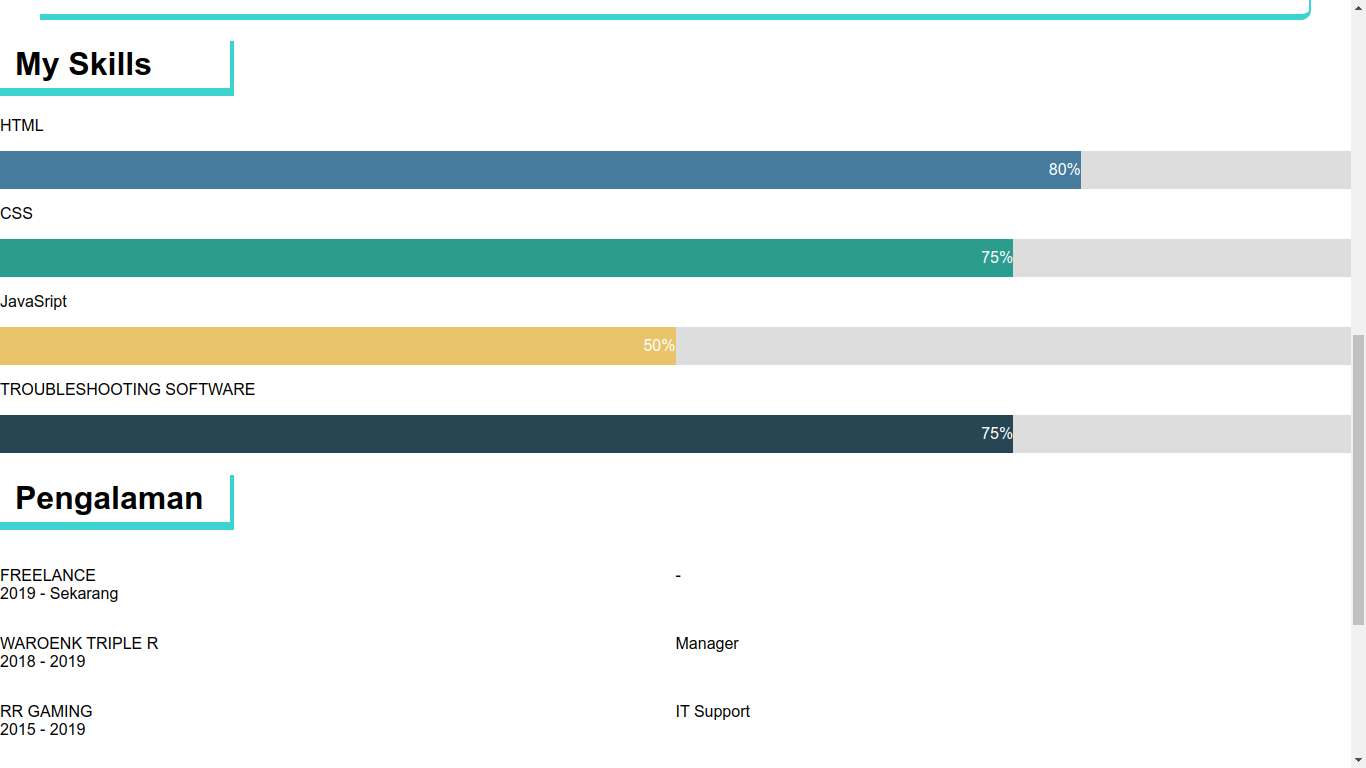 My Skills
HTML
80%
CSS
75%
JavaSript
50%
TROUBLESHOOTING SOFTWARE
75%
Pengalaman
FREELANCE
-
2019 - Sekarang
WAROENK TRIPLE R
Manager
2018 - 2019
RR GAMING
IT Support
2015 - 2019